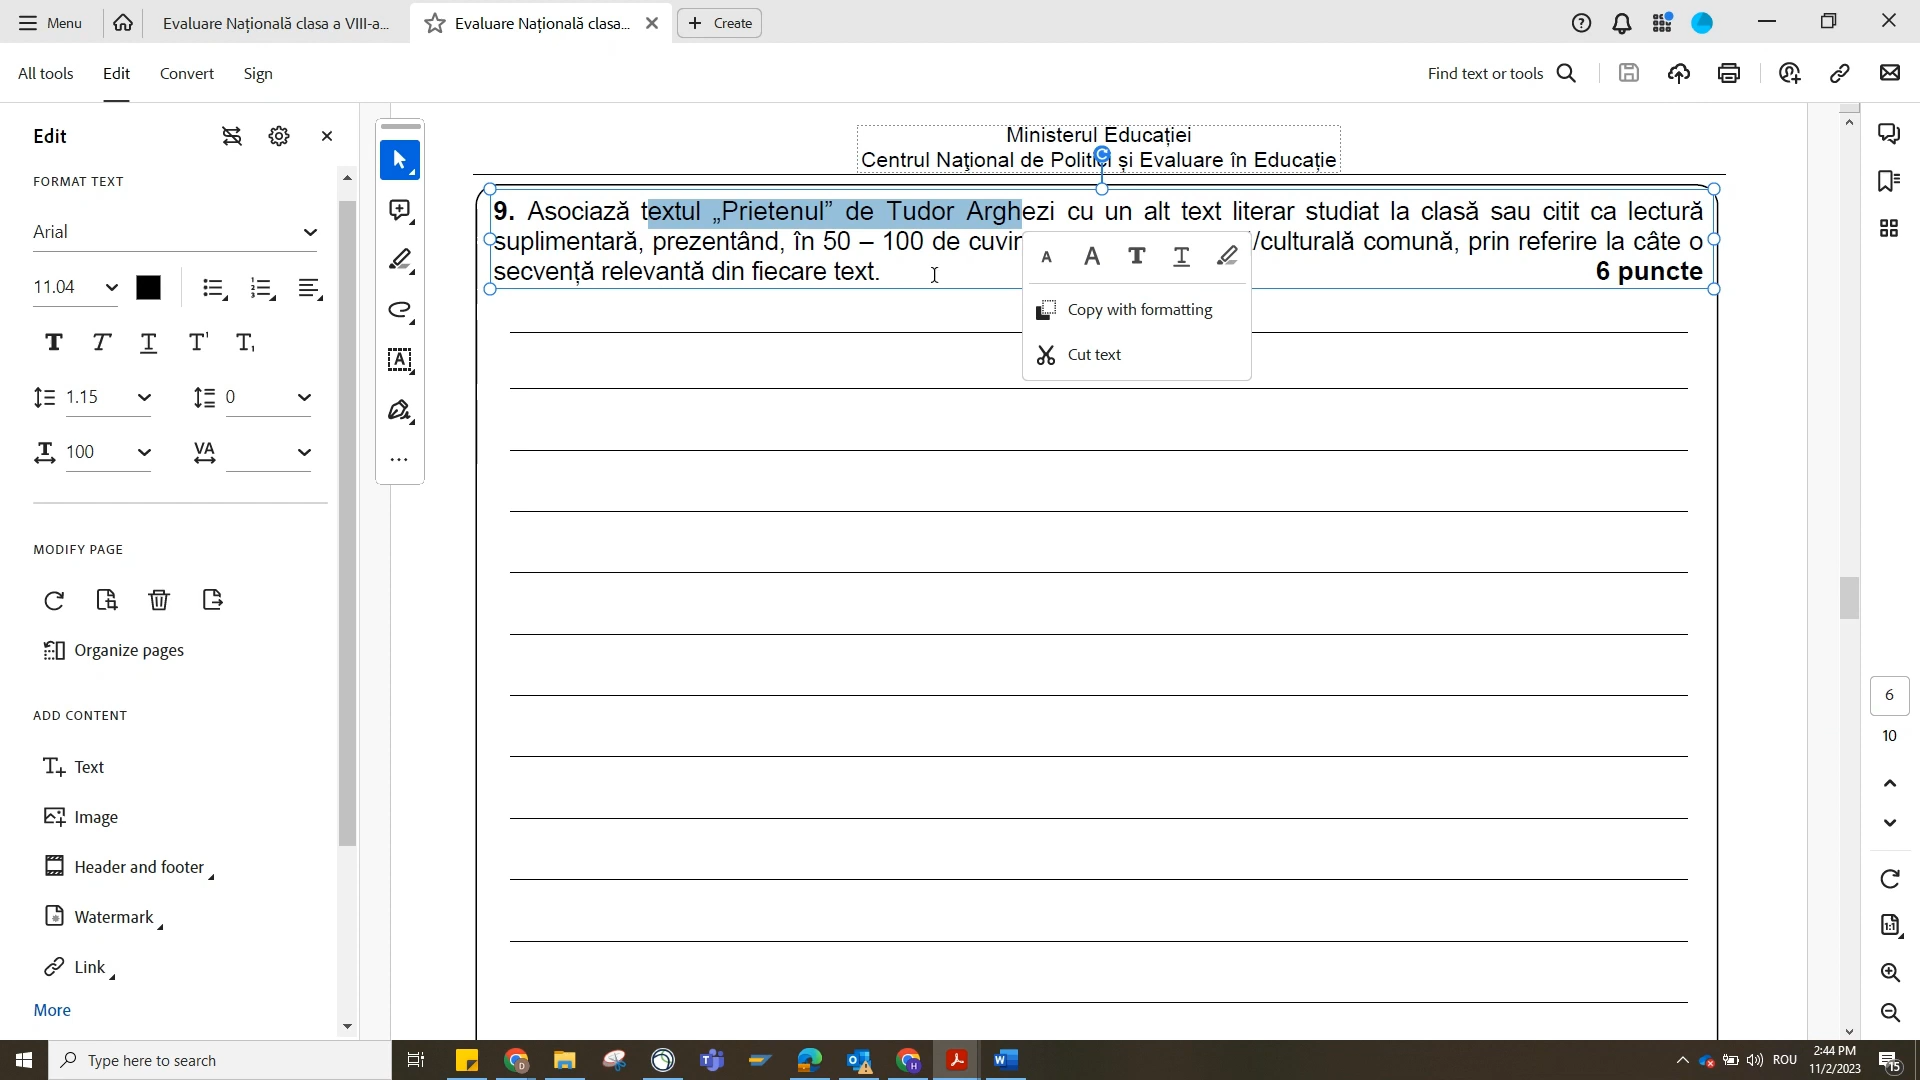 Menu
Evaluare Națională clasa a VIII-a...
Evaluare Națională clasa...
Create
All tools
Edit
Convert
Sign
Find text or tools
Edit
FORMAT TEXT
Arial
11.04
1.15
0
100
MODIFY PAGE
Organize pages
ADD CONTENT
Text
Image
Header and footer
Watermark
Link
More
Ministerul Educației
Centrul Naţional de Politici și Evaluare în Educație
9. Asociază textul „Prietenul” de Tudor Arghezi cu un alt text literar studiat la clasă sau citit ca lectură
suplimentară, prezentând, în 50 – 100 de /culturală comună, prin referire la câte o
secvență relevantă din fiecare text. 6 puncte
Copy with formatting
Cut text
6
10
Type here to search
ROU
2:44 PM
11/2/2023
15